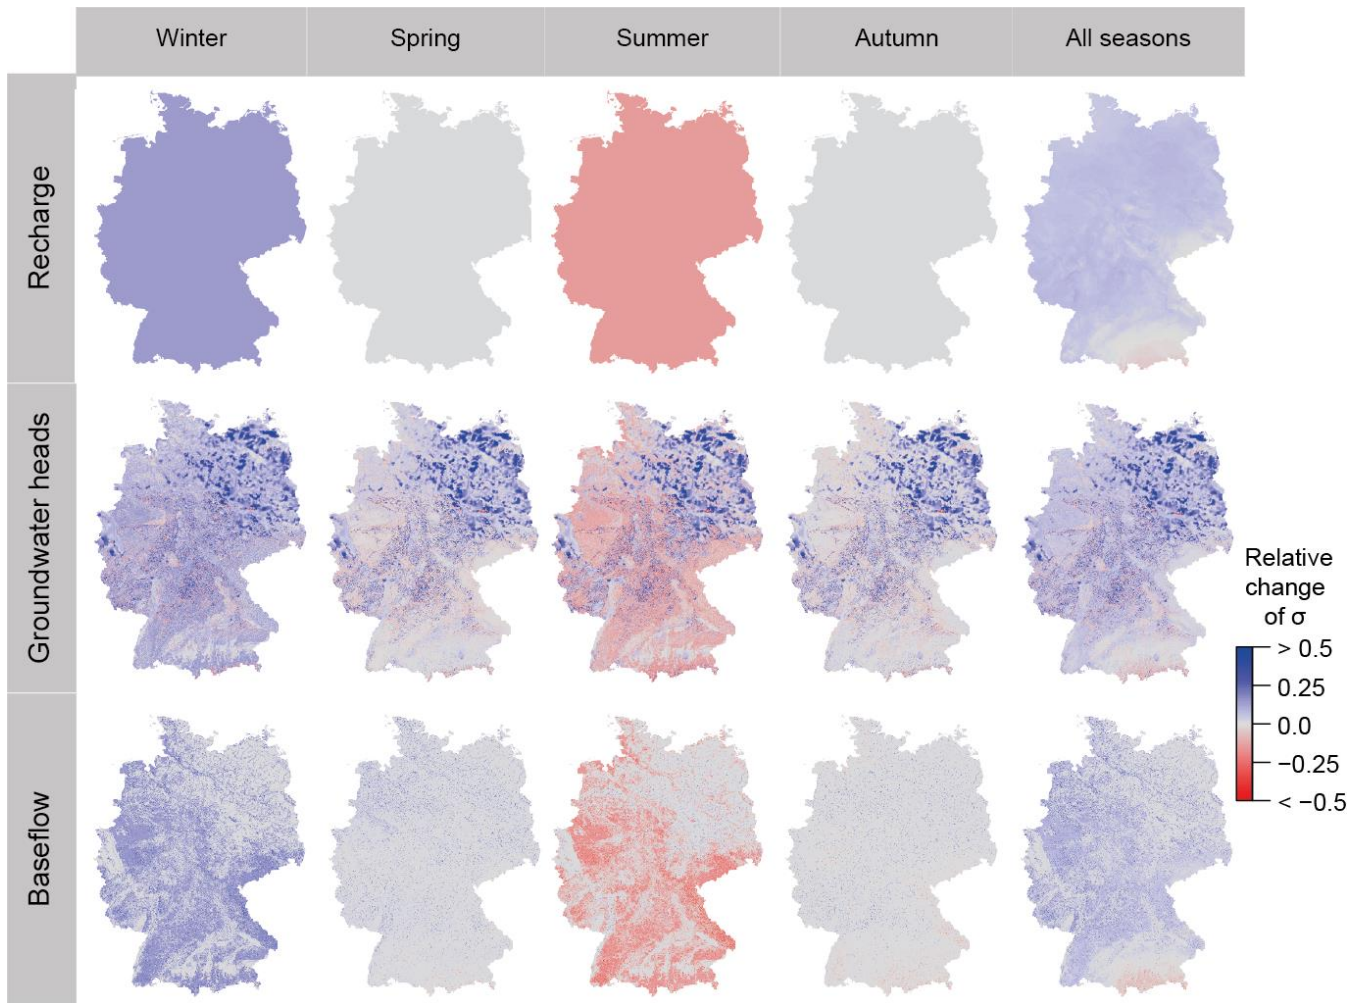 Winter
Spring
Summer
Autumn
All seasons
Recharge
Groundwater heads
Baseflow
Relative
change
of σ
> 0.5
0.25
0.0
−0.25
< −0.5